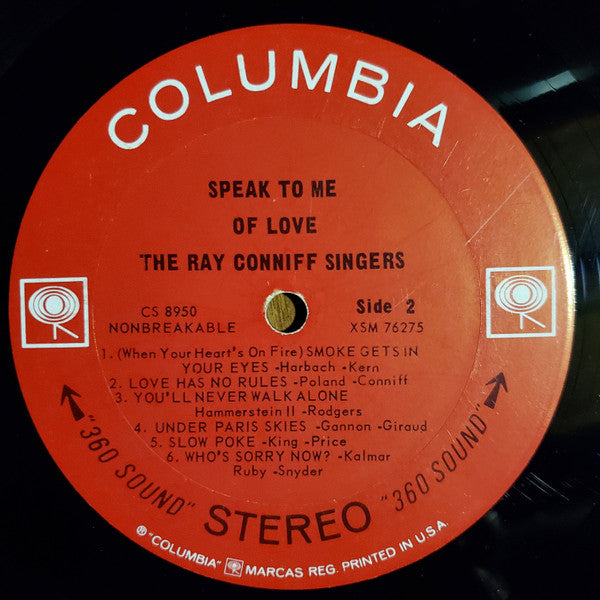 COLUMBIA
SPEAK TO ME
OF LOVE
THE RAY CONNIFF SINGERS
CS 8950
NONBREAKABLE
Side 2
XSM 76275
1. (When Your Heart's On Fire) SMOKE GETS IN
YOUR EYES -Harbach -Kern
2. LOVE HAS NO RULES -Poland -Conniff
3. YOU'LL NEVER WALK ALONE
Hammerstein II - Rodgers
4. UNDER PARIS SKIES -Gannon -Giraud
5. SLOW POKE -King -Price
6. WHO'S SORRY NOW? -Kalmar
Ruby -Snyder
"360 SOUND" STEREO "360 SOUND"
® "COLUMBIA" MARCAS REG. PRINTED IN U.S.A.